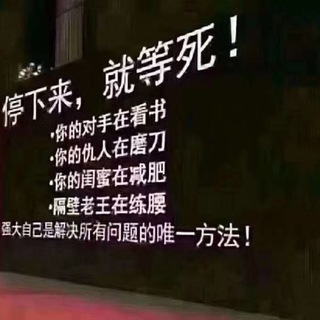 停下来，就等死！
·你的对手在看书
·你的仇人在磨刀
·你的闺蜜在减肥
·隔壁老王在练腰
强大自己是解决所有问题的唯一方法！